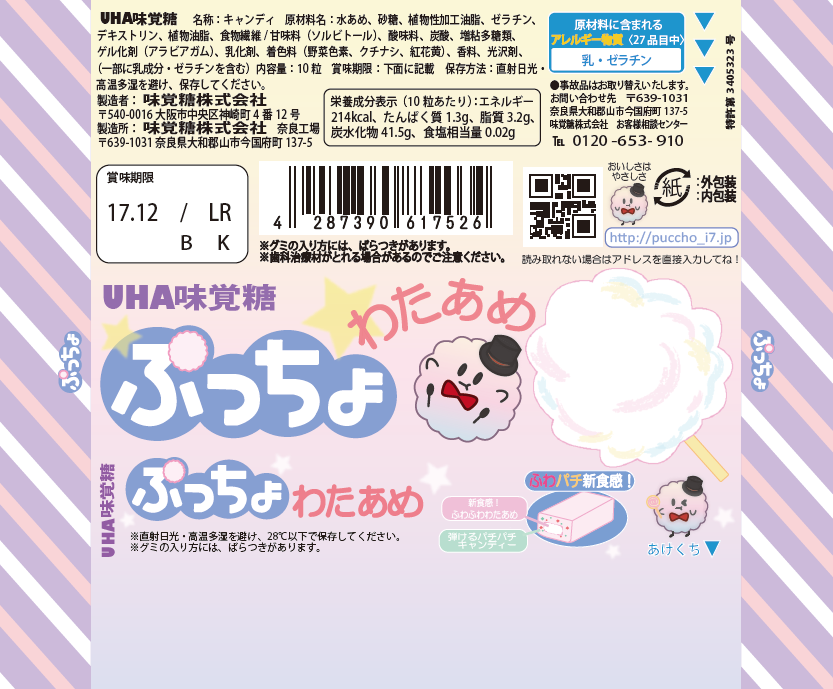 UHA味覚糖 名称：キャンディ 原材料名：水あめ、砂糖、植物性加工油脂、ゼラチン、
デキストリン、植物油脂、食物繊維 / 甘味料（ソルビトール）、酸味料、炭酸、増粘多糖類、
ゲル化剤（アラビアガム）、乳化剤、着色料（野菜色素、クチナシ、紅花黄）、香料、光沢剤、
（一部に乳成分・ゼラチンを含む）内容量：10 粒 賞味期限：下面に記載 保存方法：直射日光・
高温多湿を避け、保存してください。
製造者： 味覚糖株式会社
〒540-0016 大阪市中央区神崎町 4 番 12 号
製造所： 味覚糖株式会社 奈良工場
〒639-1031 奈良県大和郡山市今国府町 137-5
栄養成分表示（10 粒あたり）：エネルギー
214kcal、たんぱく質 1.3g、脂質 3.2g、
炭水化物 41.5g、食塩相当量 0.02g
原材料に含まれる
アレルギー物質〈27品目中〉
乳・ゼラチン
●事故品はお取り替えいたします。
お問い合わせ先 〒639-1031
奈良県大和郡山市今国府町 137-5
味覚糖株式会社 お客様相談センター
TEL 0120 -653- 910
特許第 3405323 号
賞味期限
17.12 / LR
B K
4 287390 617526
※グミの入り方には、ばらつきがあります。
※歯科治療材がとれる場合があるのでご注意ください。
おいしさは
やさしさ
紙
：外包装
：内包装
http://puccho_i7.jp
読み取れない場合はアドレスを直接入力してね！
UHA味覚糖
わたあめ
ぷっちょ
ぷっちょ
ぷっちょ
UHA味覚糖
ぷっちょ わたあめ
※直射日光・高温多湿を避け、28℃以下で保存してください。
※グミの入り方には、ばらつきがあります。
ふわパチ新食感！
新食感！
ふわふわわたあめ
弾けるパチパチ
キャンディー
あけくち